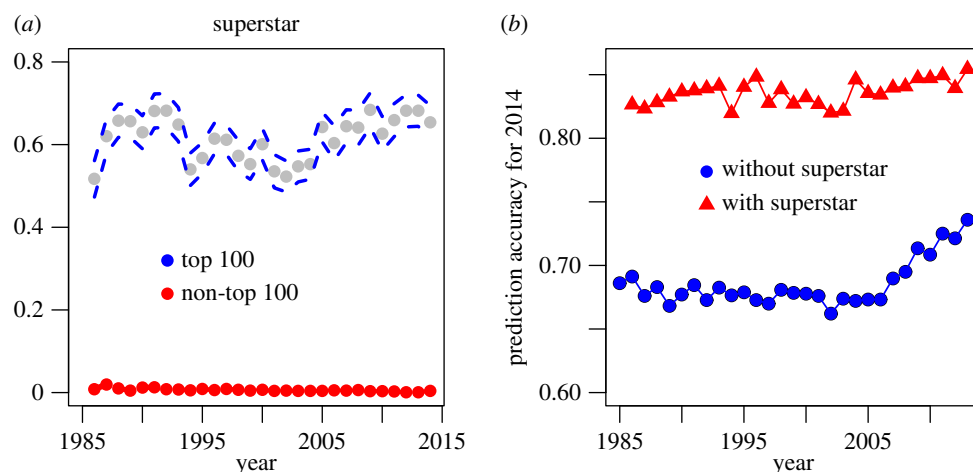 (a) superstar
0.8
0.6
0.4
0.2
0
top 100
non-top 100
1985 1995 2005 2015
year
(b)
prediction accuracy for 2014
0.80
0.70
0.60
without superstar
with superstar
1985 1995 2005
year